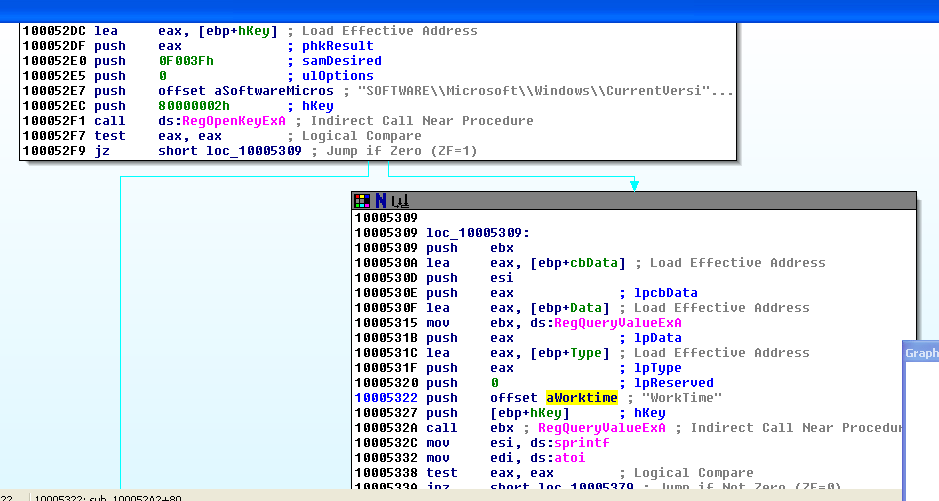 100052DC lea     eax, [ebp+hKey] ; Load Effective Address
100052DF push    eax             ; phkResult
100052E0 push    0F003Fh         ; samDesired
100052E5 push    0               ; ulOptions
100052E7 push    offset aSoftwareMicros ; "SOFTWARE\\Microsoft\\Windows\\CurrentVersi"...
100052EC push    80000002h       ; hKey
100052F1 call    ds:RegOpenKeyExA ; Indirect Call Near Procedure
100052F7 test    eax, eax        ; Logical Compare
100052F9 jz      short loc_10005309 ; Jump if Zero (ZF=1)
10005309
10005309 loc_10005309:
10005309 push    ebx
1000530A lea     eax, [ebp+cbData] ; Load Effective Address
1000530D push    esi
1000530E push    eax             ; lpcbData
1000530F lea     eax, [ebp+Data] ; Load Effective Address
10005315 mov     ebx, ds:RegQueryValueExA
1000531B push    eax             ; lpData
1000531C lea     eax, [ebp+Type] ; Load Effective Address
1000531F push    eax             ; lpType
10005320 push    0               ; lpReserved
10005322 push    offset aWorktime ; "WorkTime"
10005327 push    [ebp+hKey]      ; hKey
1000532A call    ebx ; RegQueryValueExA ; Indirect Call Near Procedur
1000532C mov     esi, ds:sprintf
10005332 mov     edi, ds:atoi
10005338 test    eax, eax        ; Logical Compare
1000533A jnz     short loc_10005379 ; Jump if Not Zero (ZF=0)
Graph
22 10005322: sub_100052A2+80